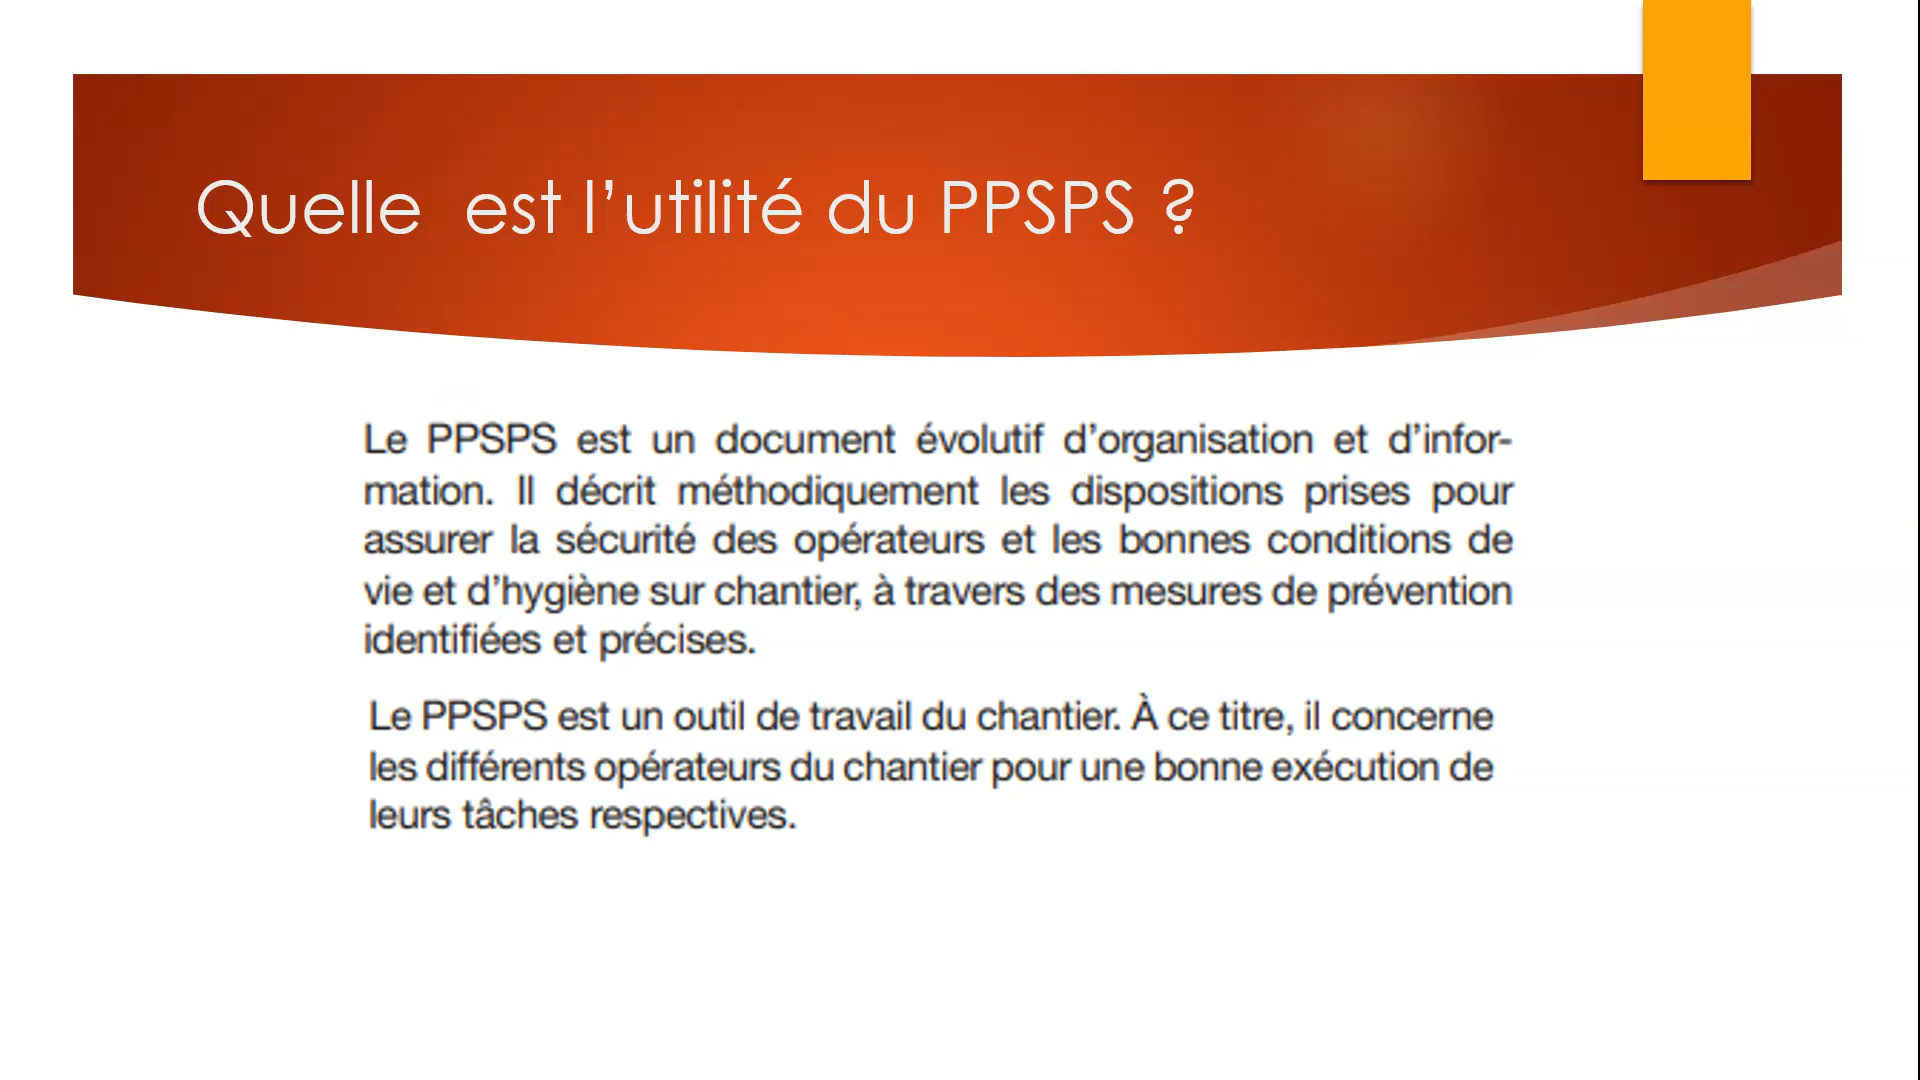 Quelle  est l’utilité du PPSPS ?
Le PPSPS est un document évolutif d’organisation et d’infor-
mation. Il décrit méthodiquement les dispositions prises pour
assurer la sécurité des opérateurs et les bonnes conditions de
vie et d’hygiène sur chantier, à travers des mesures de prévention
identifiées et précises.
Le PPSPS est un outil de travail du chantier. À ce titre, il concerne
les différents opérateurs du chantier pour une bonne exécution de
leurs tâches respectives.